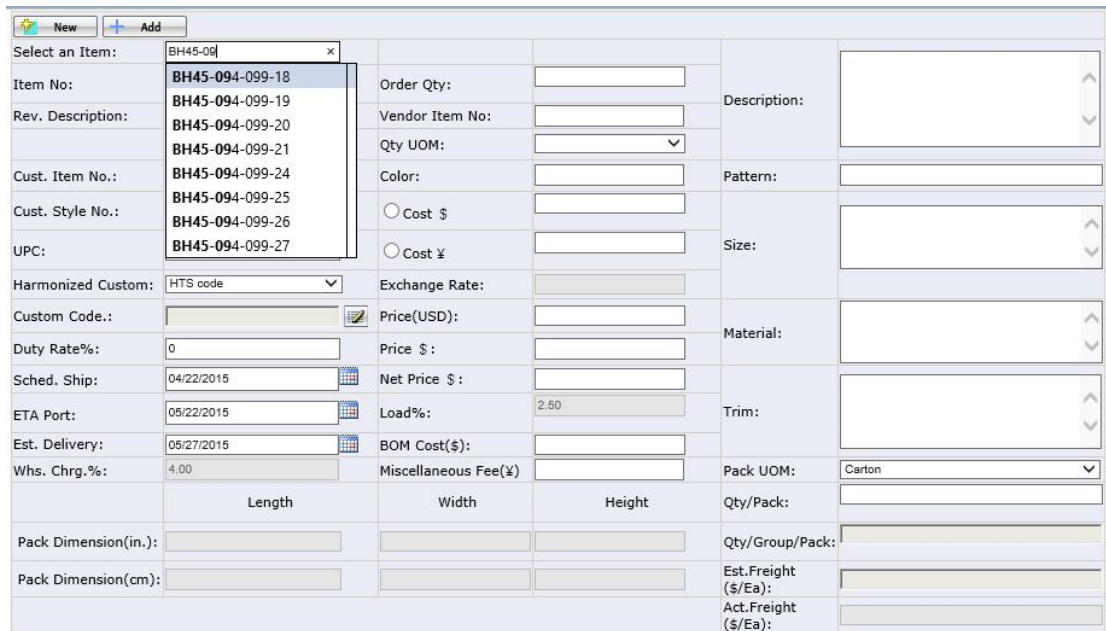 New Add
Select an Item: BH45-09 ×
BH45-094-099-18
BH45-094-099-19
BH45-094-099-20
BH45-094-099-21
BH45-094-099-24
BH45-094-099-25
BH45-094-099-26
BH45-094-099-27
Item No: Order Qty: Description:
Rev. Description: Vendor Item No:
Qty UOM:
Cust. Item No.: Color: Pattern:
Cust. Style No.: Cost $ Size:
UPC: Cost ¥
Harmonized Custom: HTS code Exchange Rate:
Custom Code.: Price(USD): Material:
Duty Rate%: 0 Price $:
Sched. Ship: 04/22/2015 Net Price $: Trim:
ETA Port: 05/22/2015 Load%: 2.50
Est. Delivery: 05/27/2015 BOM Cost($):
Whs. Chrg.%: 4.00 Miscellaneous Fee(¥) Pack UOM: Carton
Length Width Height Qty/Pack:
Pack Dimension(in.): Qty/Group/Pack:
Pack Dimension(cm): Est.Freight
($/Ea):
Act.Freight
($/Ea):